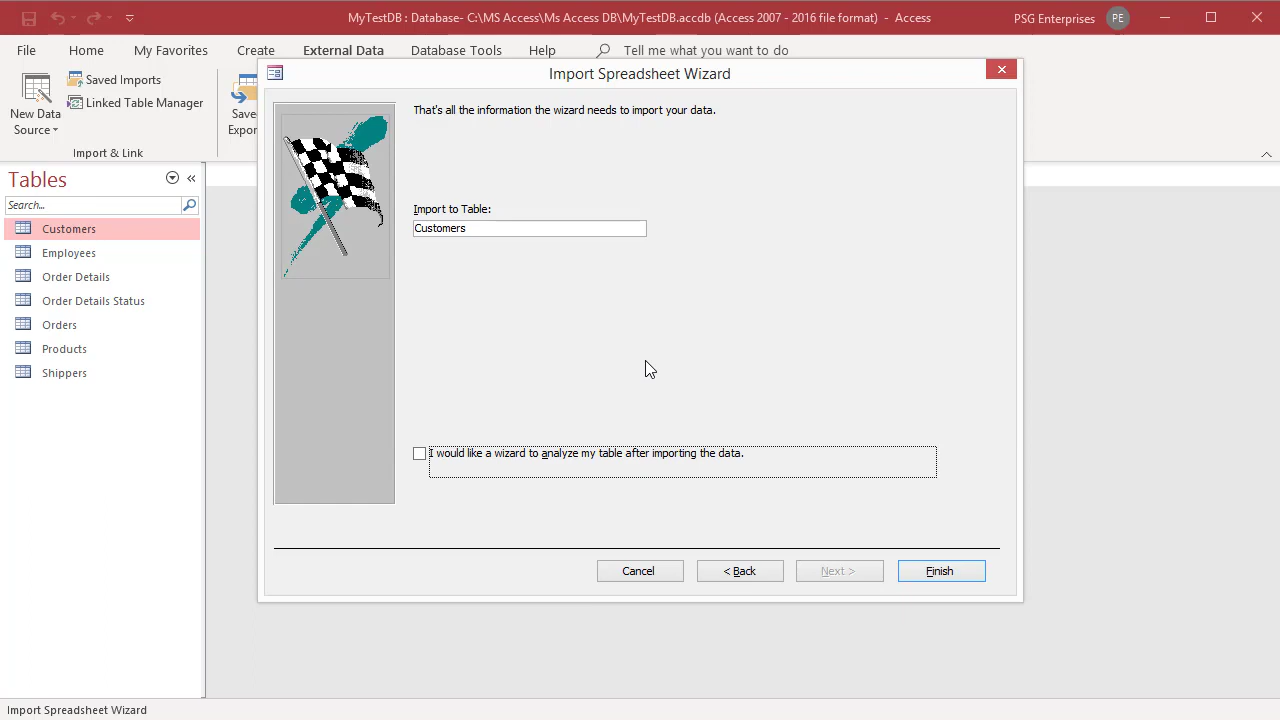 MyTestDB : Database- C:\MS Access\Ms Access DB\MyTestDB.accdb (Access 2007 - 2016 file format) - Access
PSG Enterprises
PE
File
Home
My Favorites
Create
External Data
Database Tools
Help
Tell me what you want to do
New Data
Source
Saved Imports
Linked Table Manager
Import & Link
Import Spreadsheet Wizard
That's all the information the wizard needs to import your data.
Import to Table:
Customers
I would like a wizard to analyze my table after importing the data.
Cancel
< Back
Next >
Finish
Tables
Search...
Customers
Employees
Order Details
Order Details Status
Orders
Products
Shippers
Import Spreadsheet Wizard